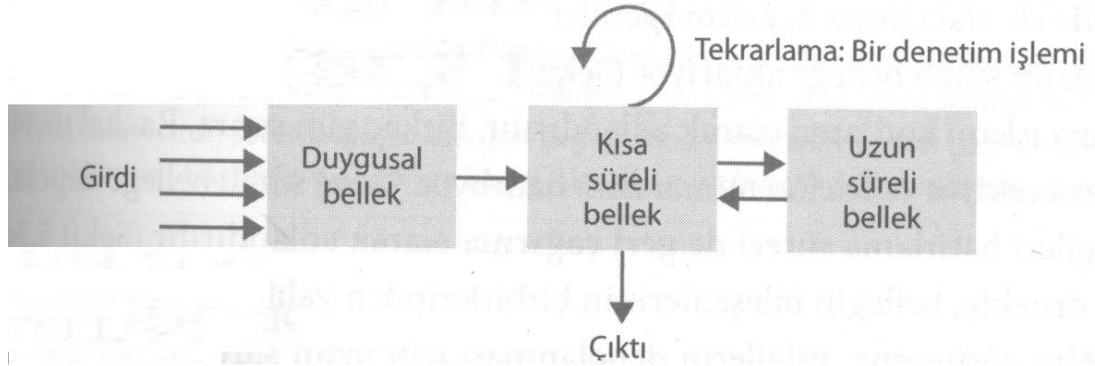 Tekrarlama: Bir denetim işlemi
Girdi
Duygusal
bellek
Kısa
süreli
bellek
Uzun
süreli
bellek
Çıktı